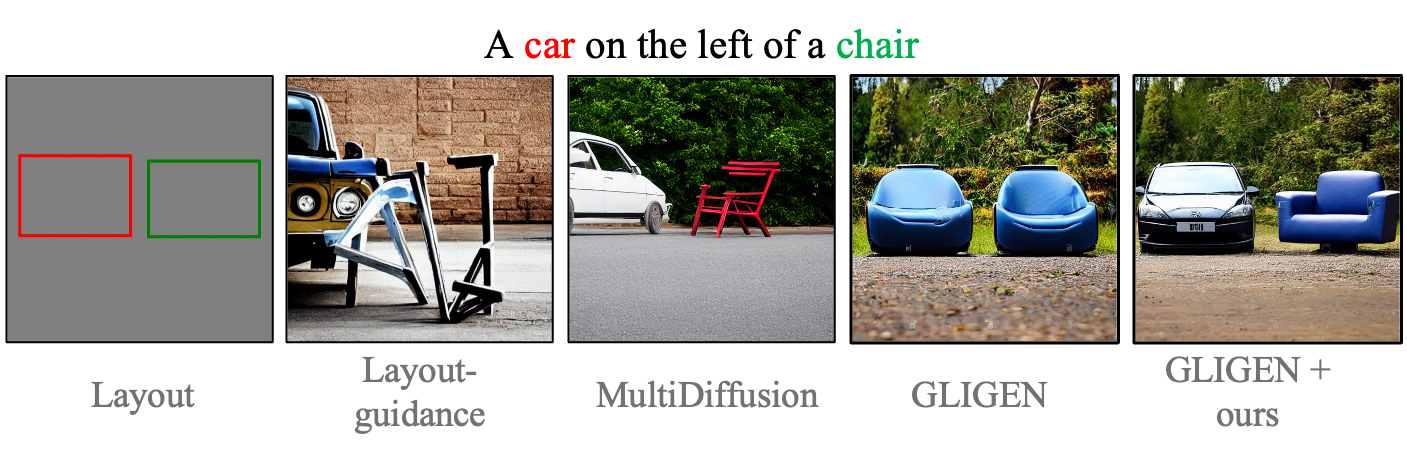 A car on the left of a chair
Layout
Layout-
guidance
MultiDiffusion
GLIGEN
GLIGEN +
ours